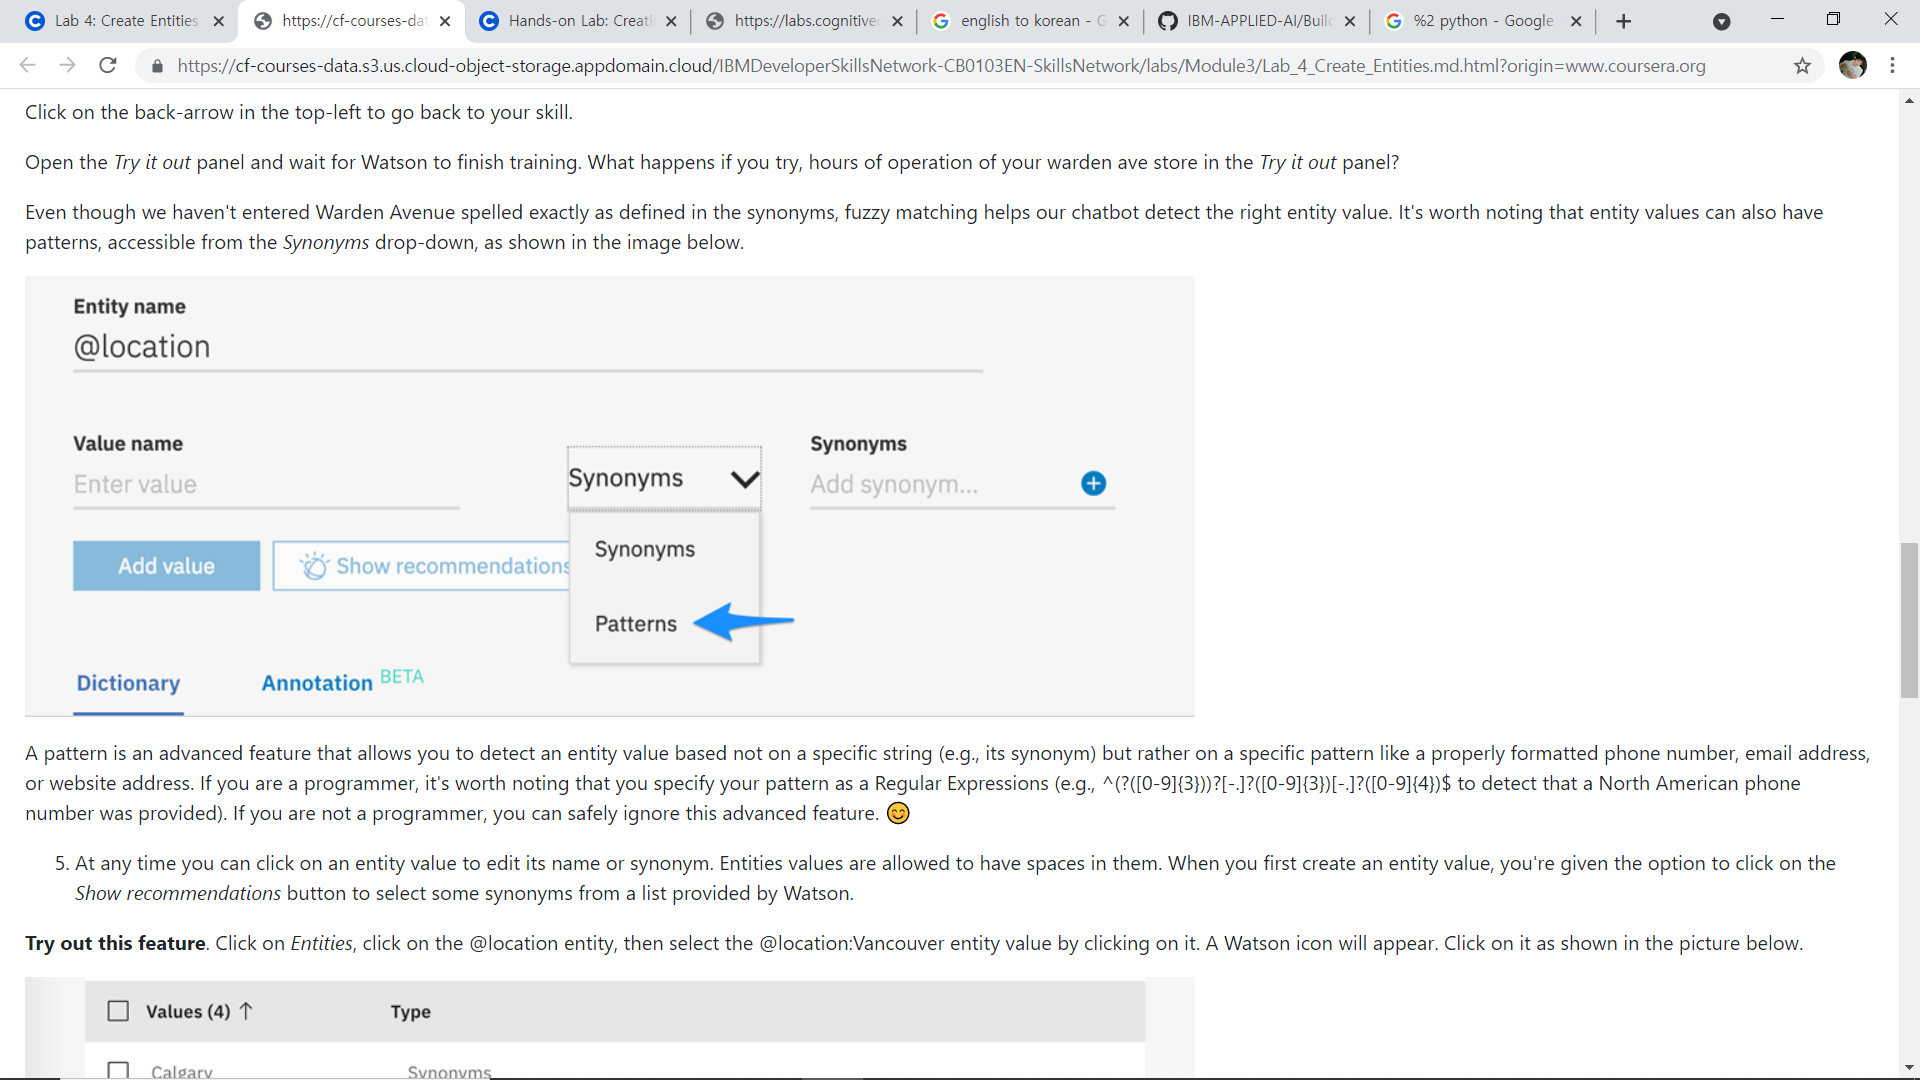 Lab 4: Create Entities
https://cf-courses-dat
Hands-on Lab: Creati
https://labs.cognitivec
english to korean - G
IBM-APPLIED-AI/Build
%2 python - Google
https://cf-courses-data.s3.us.cloud-object-storage.appdomain.cloud/IBMDeveloperSkillsNetwork-CB0103EN-SkillsNetwork/labs/Module3/Lab_4_Create_Entities.md.html?origin=www.coursera.org
Click on the back-arrow in the top-left to go back to your skill.
Open the Try it out panel and wait for Watson to finish training. What happens if you try, hours of operation of your warden ave store in the Try it out panel?
Even though we haven't entered Warden Avenue spelled exactly as defined in the synonyms, fuzzy matching helps our chatbot detect the right entity value. It's worth noting that entity values can also have
patterns, accessible from the Synonyms drop-down, as shown in the image below.
Entity name
@location
Value name
Synonyms
Synonyms
Enter value
Add synonym...
Synonyms
Add value
Show recommendations
Patterns
Dictionary
Annotation BETA
A pattern is an advanced feature that allows you to detect an entity value based not on a specific string (e.g., its synonym) but rather on a specific pattern like a properly formatted phone number, email address,
or website address. If you are a programmer, it's worth noting that you specify your pattern as a Regular Expressions (e.g., ^(?([0-9]{3}))?[-.]?([0-9]{3})[-.]?([0-9]{4})$ to detect that a North American phone
number was provided). If you are not a programmer, you can safely ignore this advanced feature. 😊
5. At any time you can click on an entity value to edit its name or synonym. Entities values are allowed to have spaces in them. When you first create an entity value, you're given the option to click on the
Show recommendations button to select some synonyms from a list provided by Watson.
Try out this feature. Click on Entities, click on the @location entity, then select the @location:Vancouver entity value by clicking on it. A Watson icon will appear. Click on it as shown in the picture below.
Values (4) ↑
Type
Calgary
Synonyms